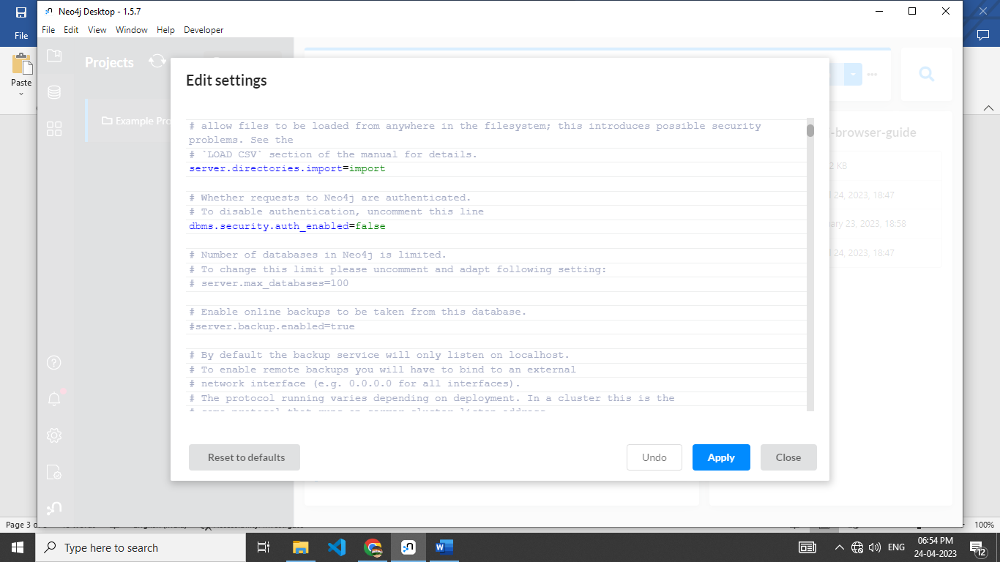 Neo4j Desktop - 1.5.7
File
File Edit View Window Help Developer
Paste
Projects
Example Pro
Edit settings
# allow files to be loaded from anywhere in the filesystem; this introduces possible security
problems. See the
# `LOAD CSV` section of the manual for details.
server.directories.import=import
# Whether requests to Neo4j are authenticated.
# To disable authentication, uncomment this line
dbms.security.auth_enabled=false
# Number of databases in Neo4j is limited.
# To change this limit please uncomment and adapt following setting:
# server.max_databases=100
# Enable online backups to be taken from this database.
#server.backup.enabled=true
# By default the backup service will only listen on localhost.
# To enable remote backups you will have to bind to an external
# network interface (e.g. 0.0.0.0 for all interfaces).
# The protocol running varies depending on deployment. In a cluster this is the
Reset to defaults
Undo
Apply
Close
-browser-guide
2 KB
24, 2023, 18:47
ary 23, 2023, 18:58
24, 2023, 18:47
Page 3 o
100%
Type here to search
ENG
06:54 PM
24-04-2023
12